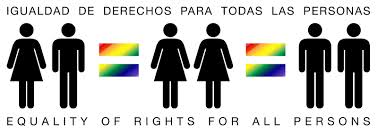 IGUALDAD DE DERECHOS PARA TODAS LAS PERSONAS
EQUALITY OF RIGHTS FOR ALL PERSONS